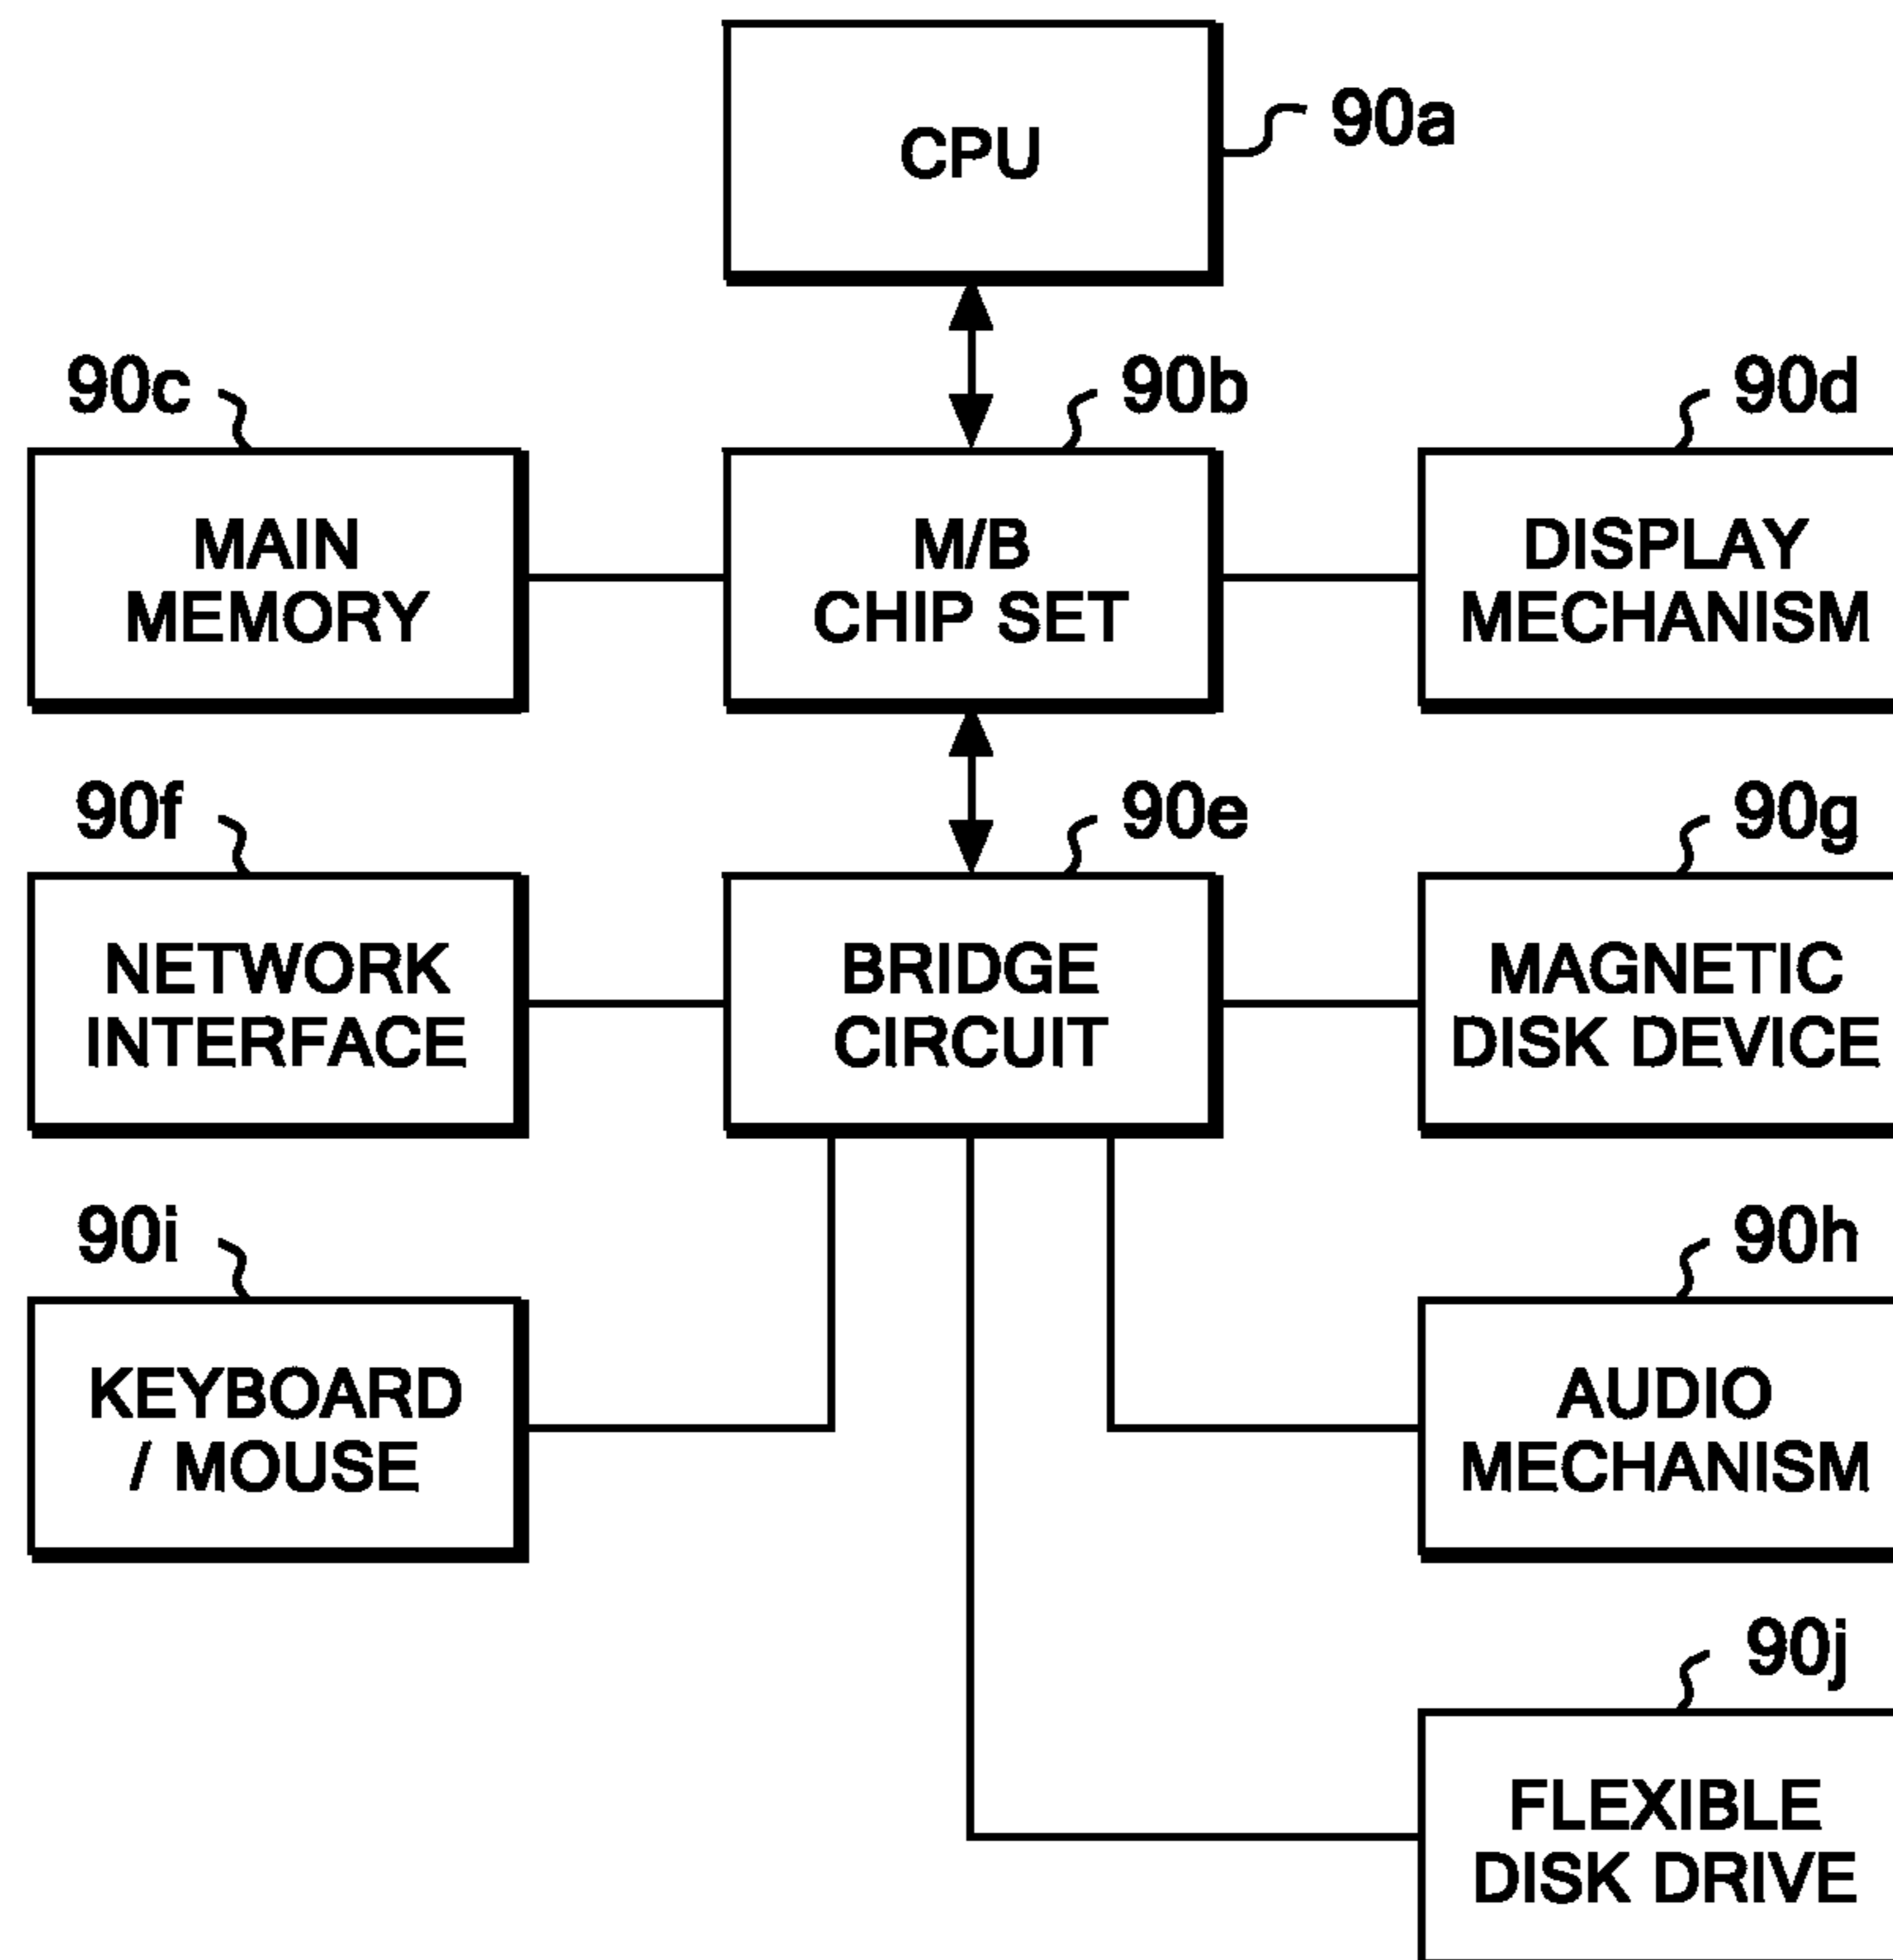 CPU
90a
90c
90b
90d
MAIN
MEMORY
M/B
CHIP SET
DISPLAY
MECHANISM
90f
90e
90g
NETWORK
INTERFACE
BRIDGE
CIRCUIT
MAGNETIC
DISK DEVICE
90i
90h
KEYBOARD
/ MOUSE
AUDIO
MECHANISM
90j
FLEXIBLE
DISK DRIVE